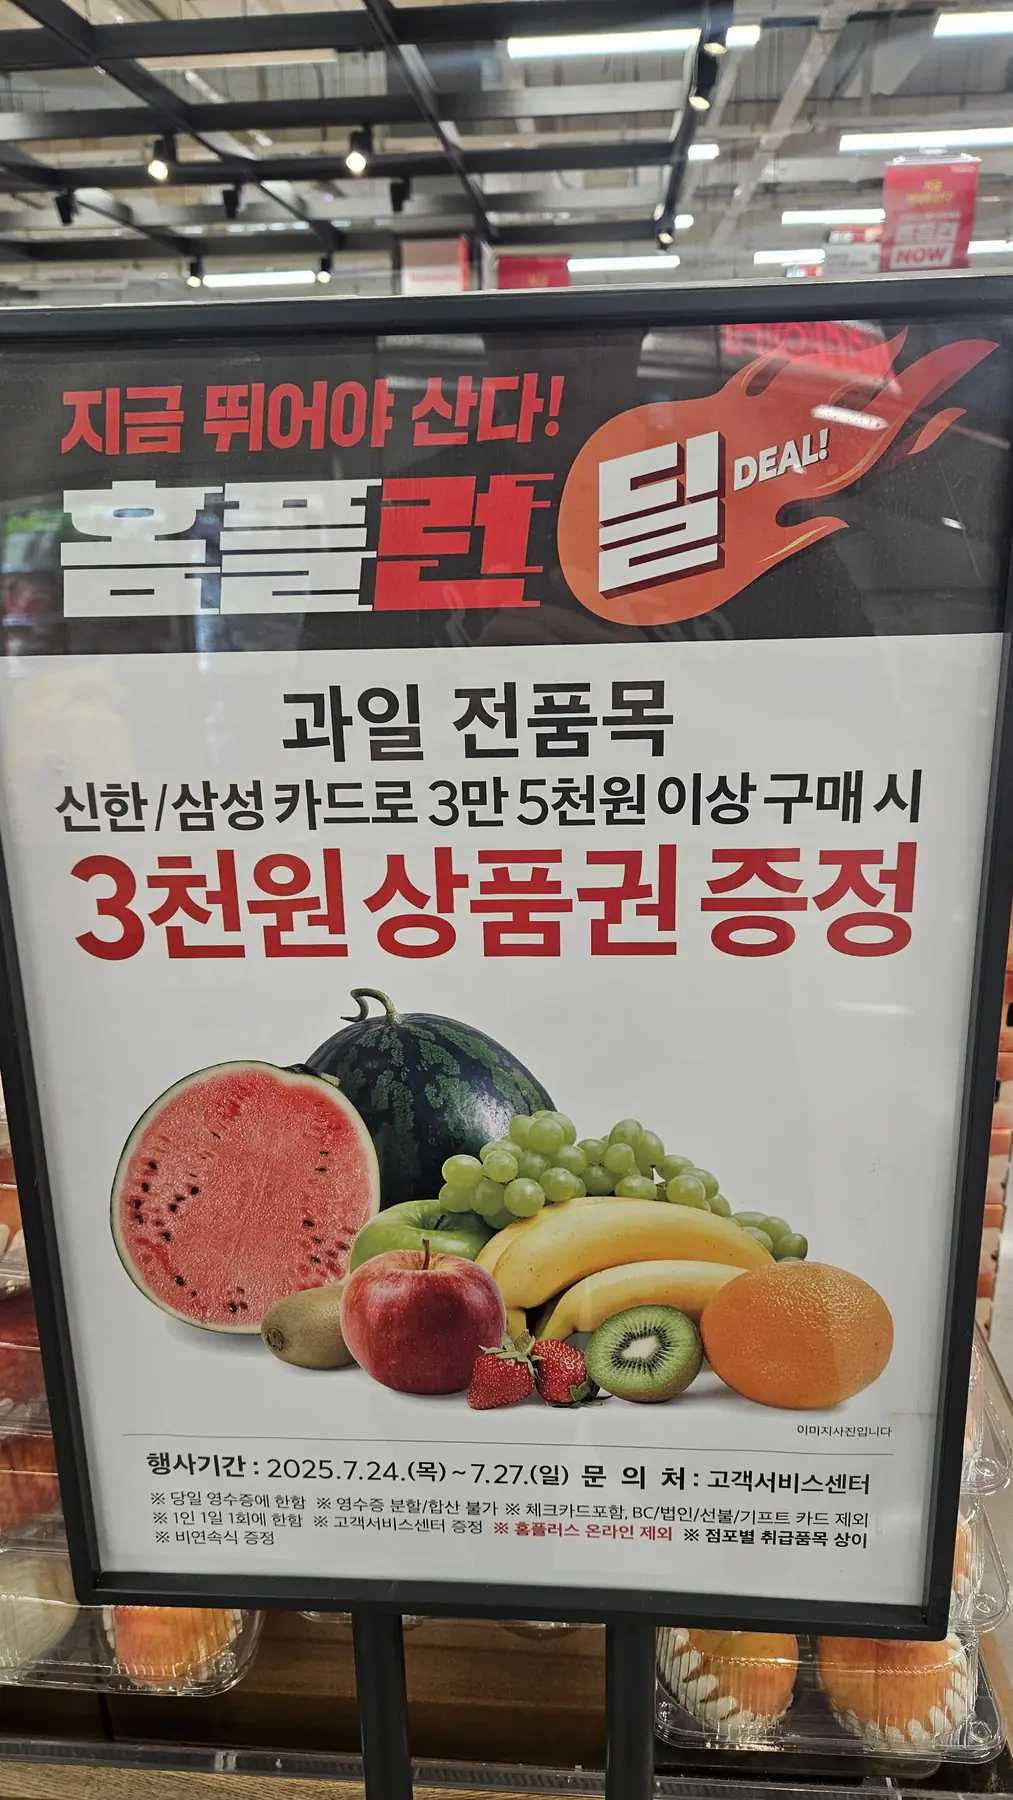 NOW
지금 뛰어야 산다!
홈플런 딜 DEAL!
과일 전품목
신한/삼성 카드로 3만 5천원 이상 구매 시
3천원 상품권 증정
이미지사진입니다
행사기간 : 2025.7.24.(목) ~ 7.27.(일) 문 의 처 : 고객서비스센터
※ 당일 영수증에 한함 ※ 영수증 분할/합산 불가 ※ 체크카드포함, BC/법인/선불/기프트 카드 제외
※ 1인 1일 1회에 한함 ※ 고객서비스센터 증정 ※ 홈플러스 온라인 제외 ※ 점포별 취급품목 상이
※ 비연속식 증정